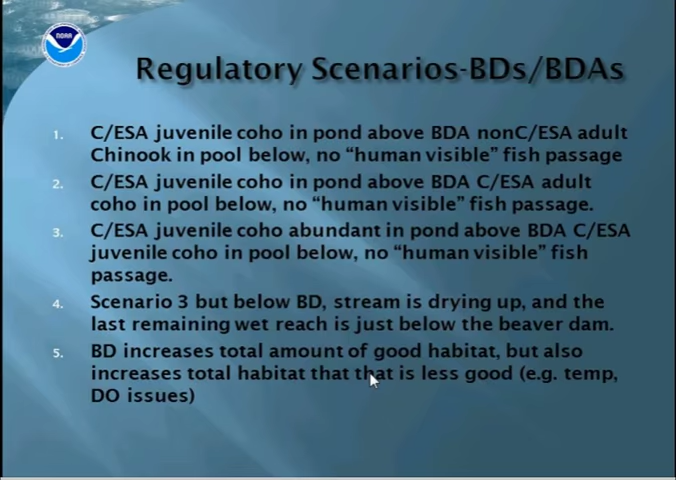 NOAA
Regulatory Scenarios-BDs/BDAs
1. C/ESA juvenile coho in pond above BDA nonC/ESA adult
Chinook in pool below, no “human visible” fish passage
2. C/ESA juvenile coho in pond above BDA C/ESA adult
coho in pool below, no “human visible” fish passage.
3. C/ESA juvenile coho abundant in pond above BDA C/ESA
juvenile coho in pool below, no “human visible” fish
passage.
4. Scenario 3 but below BD, stream is drying up, and the
last remaining wet reach is just below the beaver dam.
5. BD increases total amount of good habitat, but also
increases total habitat that that is less good (e.g. temp,
DO issues)